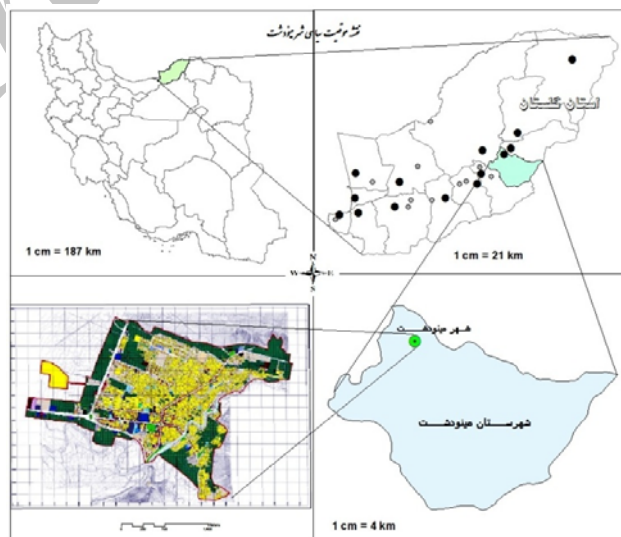 نقشه موقعیت سیاسی شهر مینودشت
استان گلستان
1 cm = 187 km
1 cm = 21 km
N
W
E
S
شهر مینودشت
شهرستان مینودشت
1 cm = 4 km